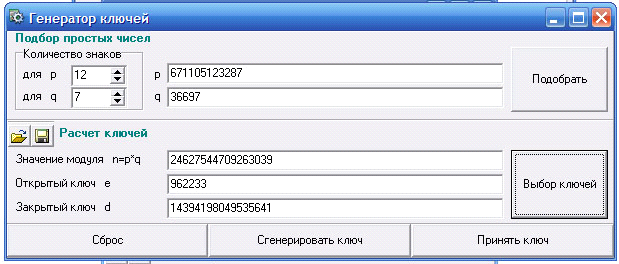 Генератор ключей
Подбор простых чисел
Количество знаков
для p 12 p 671105123287
для q 7 q 36697
Подобрать
Расчет ключей
Значение модуля n=p*q 24627544709263039
Открытый ключ e 962233
Закрытый ключ d 14394198049535641
Выбор ключей
Сброс Сгенерировать ключ Принять ключ